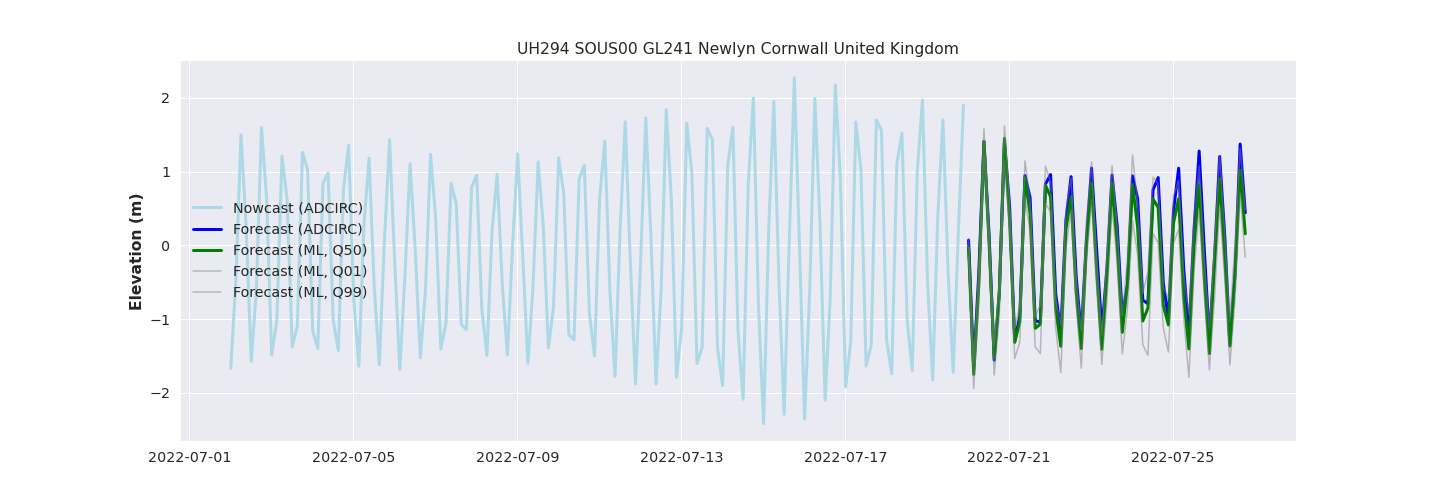 UH294 SOUS00 GL241 Newlyn Cornwall United Kingdom
Elevation (m)
2
1
0
−1
−2
Nowcast (ADCIRC)
Forecast (ADCIRC)
Forecast (ML, Q50)
Forecast (ML, Q01)
Forecast (ML, Q99)
2022-07-01 2022-07-05 2022-07-09 2022-07-13 2022-07-17 2022-07-21 2022-07-25